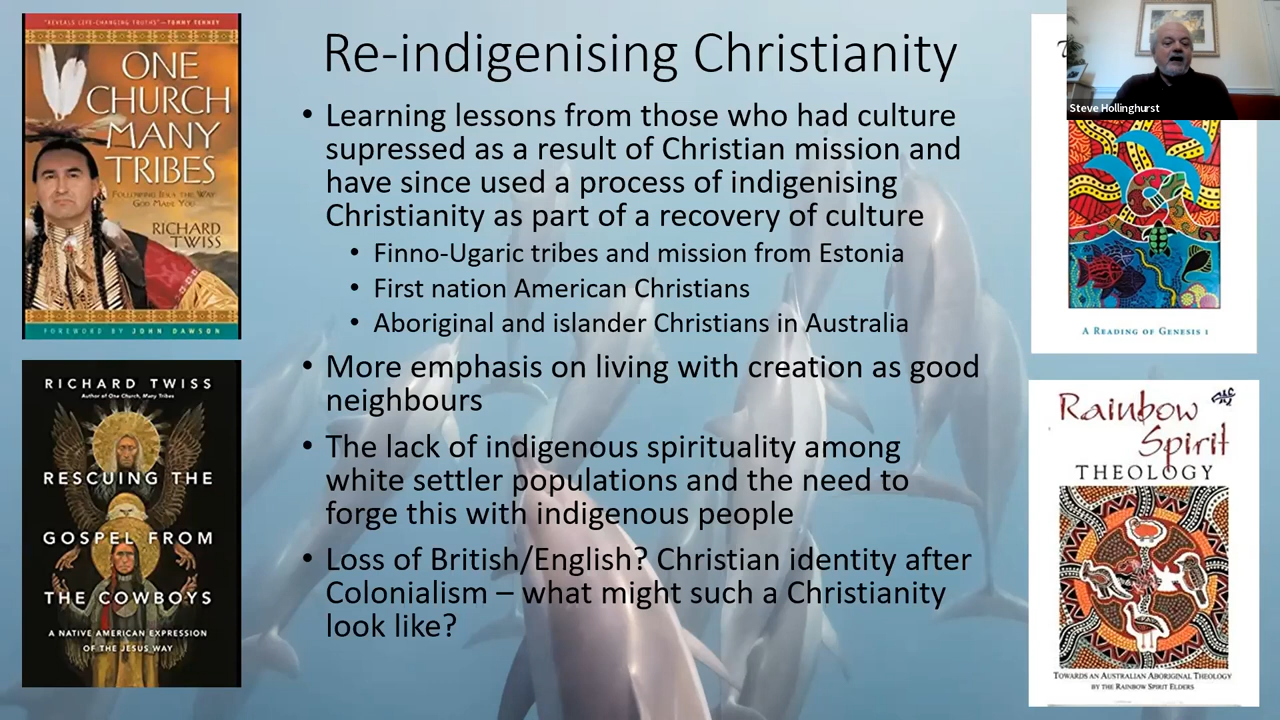 "REVEALS LIFE-CHANGING TRUTHS"—TOMMY TENNEY
ONE
CHURCH
MANY
TRIBES
FOLLOWING JESUS THE WAY
GOD MADE YOU
RICHARD
TWISS
FOREWORD BY JOHN DAWSON
RICHARD TWISS
Author of One Church, Many Tribes
RESCUING THE
GOSPEL FROM
THE COWBOYS
A NATIVE AMERICAN EXPRESSION
OF THE JESUS WAY
Re-indigenising Christianity
• Learning lessons from those who had culture
supressed as a result of Christian mission and
have since used a process of indigenising
Christianity as part of a recovery of culture
• Finno-Ugaric tribes and mission from Estonia
• First nation American Christians
• Aboriginal and islander Christians in Australia
• More emphasis on living with creation as good
neighbours
• The lack of indigenous spirituality among
white settler populations and the need to
forge this with indigenous people
• Loss of British/English? Christian identity after
Colonialism – what might such a Christianity
look like?
Steve Hollinghurst
A READING OF GENESIS 1
Rainbow
Spirit
THEOLOGY
TOWARDS AN AUSTRALIAN ABORIGINAL THEOLOGY
BY THE RAINBOW SPIRIT ELDERS